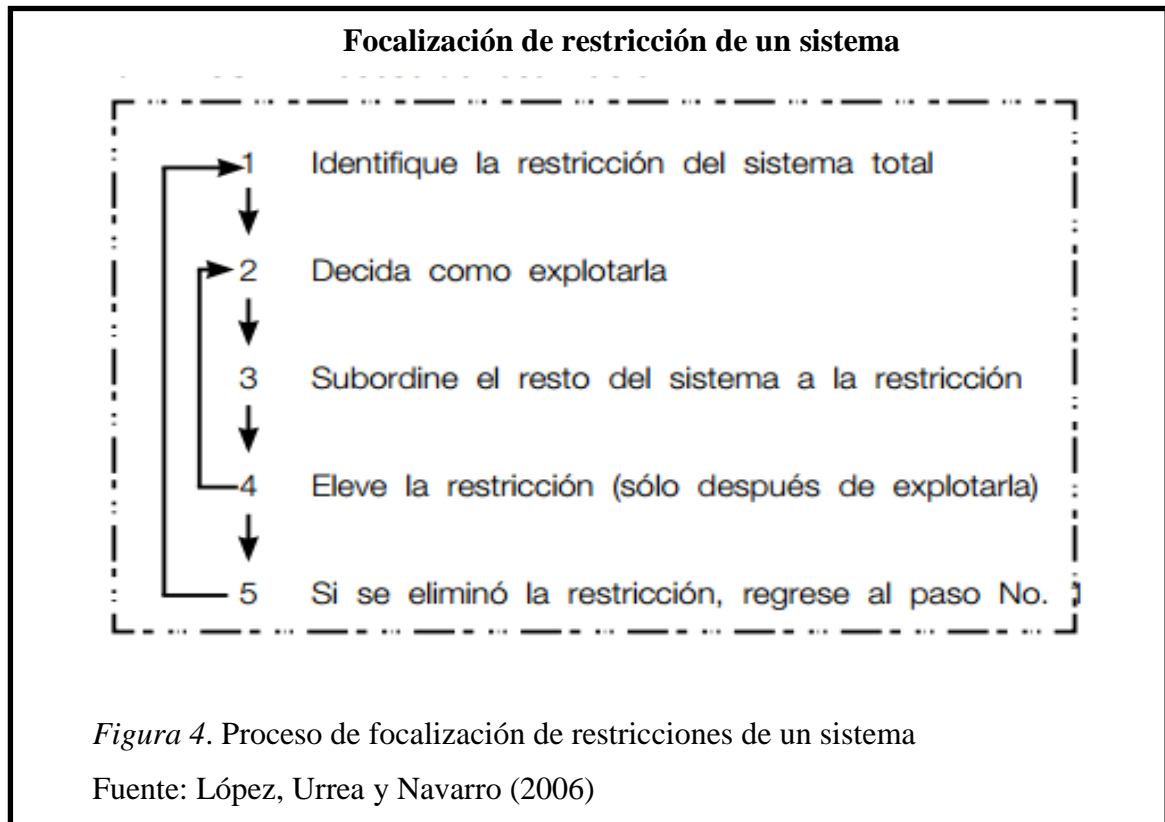 Focalización de restricción de un sistema
1 Identifique la restricción del sistema total
2 Decida como explotarla
3 Subordine el resto del sistema a la restricción
4 Eleve la restricción (sólo después de explotarla)
5 Si se eliminó la restricción, regrese al paso No.
Figura 4. Proceso de focalización de restricciones de un sistema
Fuente: López, Urrea y Navarro (2006)